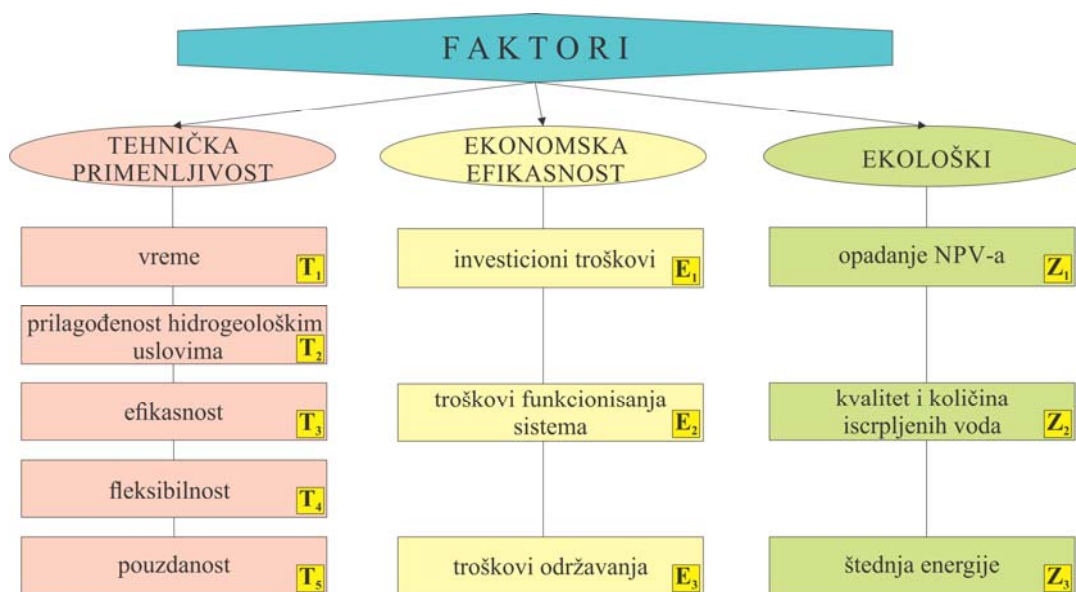 FAKTORI
TEHNIČKA
PRIMENLJIVOST
vreme
T1
prilagođenost hidrogeološkim
uslovima
T2
efikasnost
T3
fleksibilnost
T4
pouzdanost
T5
EKONOMSKA
EFIKASNOST
investicioni troškovi
E1
troškovi funkcionisanja
sistema
E2
troškovi održavanja
E3
EKOLOŠKI
opadanje NPV-a
Z1
kvalitet i količina
iscrpljenih voda
Z2
štednja energije
Z3